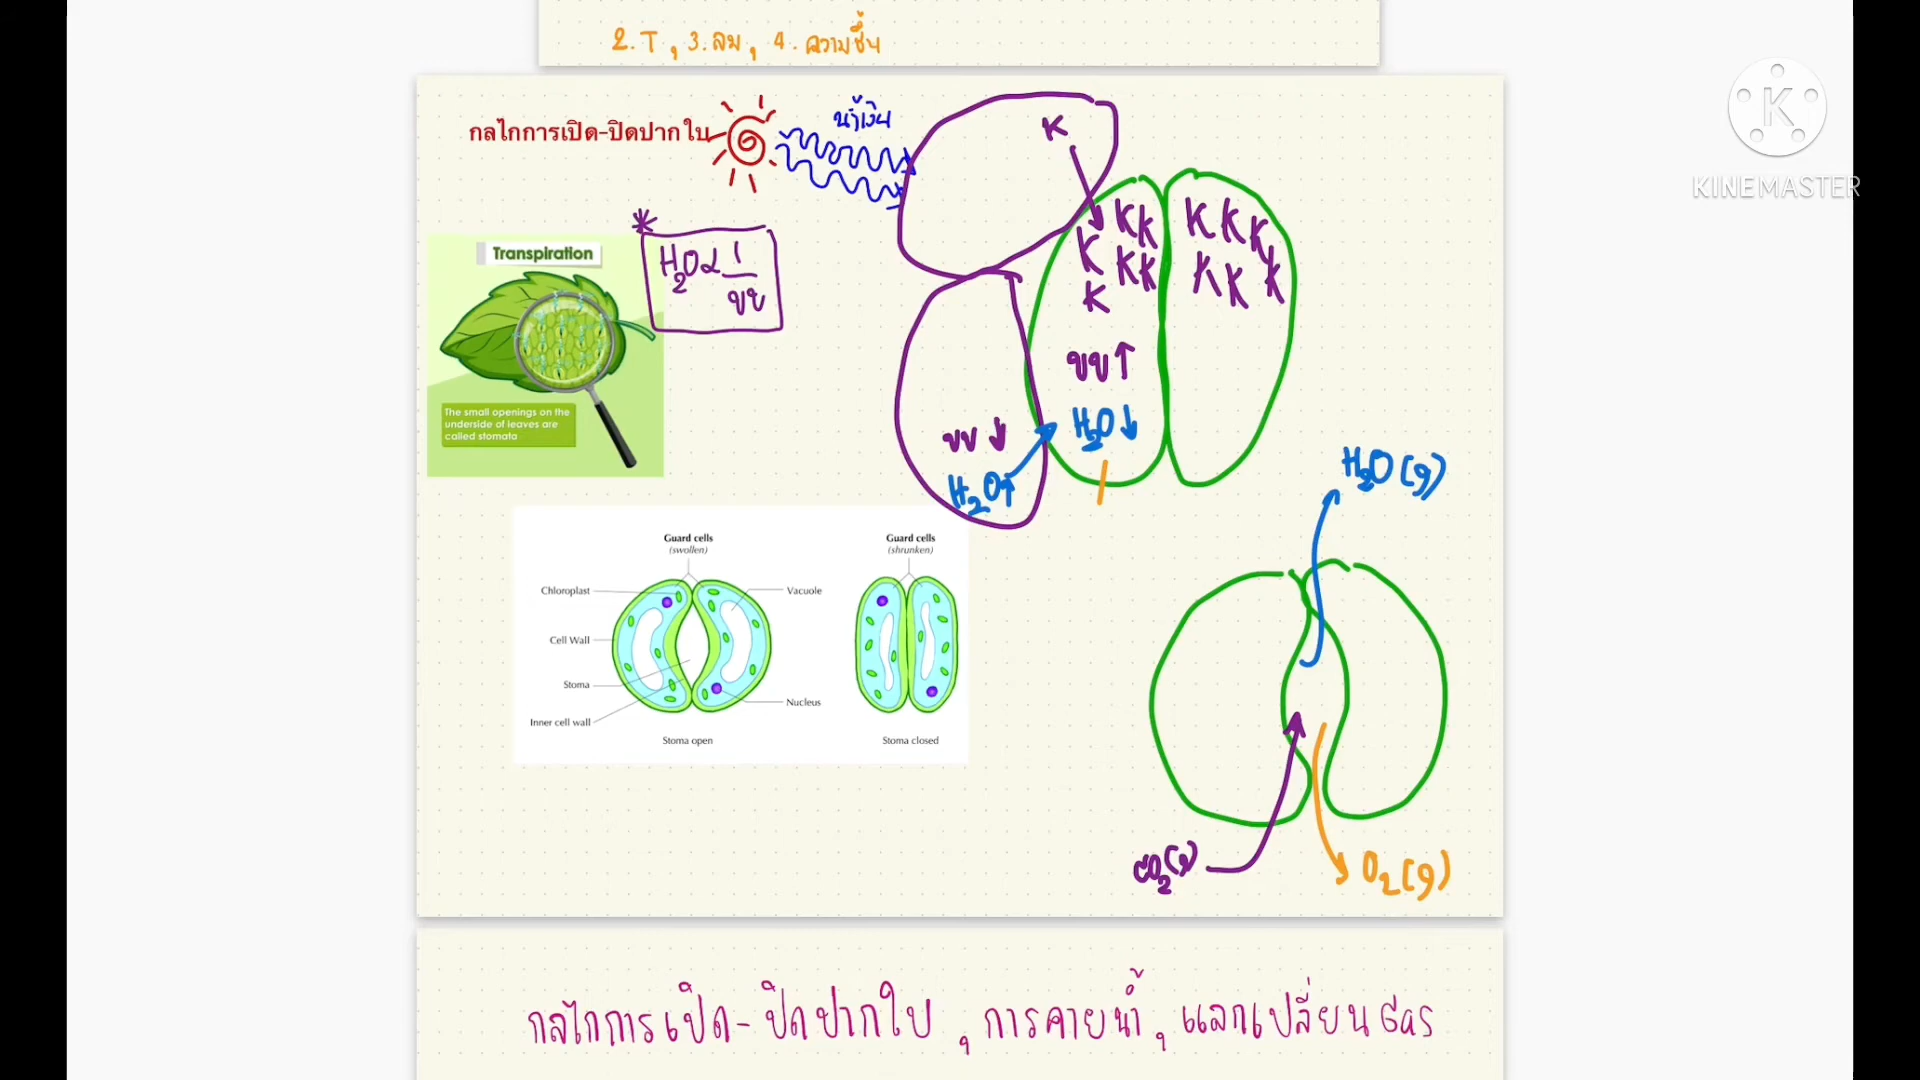 2. T, 3. ลม, 4. ความชื้น
KINEMASTER
กลไกการเปิด-ปิดปากใบ
น้ำเงิน
K
K K K K K K K
K K K K K K
Transpiration
H2O ∝ 1/ขข
The small openings on the
underside of leaves are
called stomata
ขข ↑
H2O ↓
ขข ↓
H2O ↑
H2O (g)
Guard cells
(swollen)
Guard cells
(shrunken)
Chloroplast
Vacuole
Cell Wall
Stoma
Nucleus
Inner cell wall
Stoma open
Stoma closed
CO2(g)
O2(g)
กลไกการเปิด-ปิดปากใบ, การคายน้ำ, แลกเปลี่ยน Gas